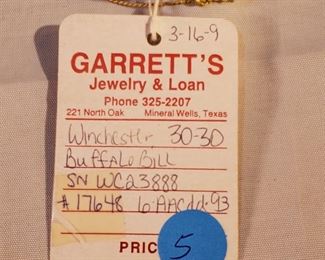 3-16-9
GARRETT'S
Jewelry & Loan
Phone 325-2207
221 North Oak Mineral Wells, Texas
Winchester 30-30
Buffalo Bill
SN WC23888
#17648
PRIC 5